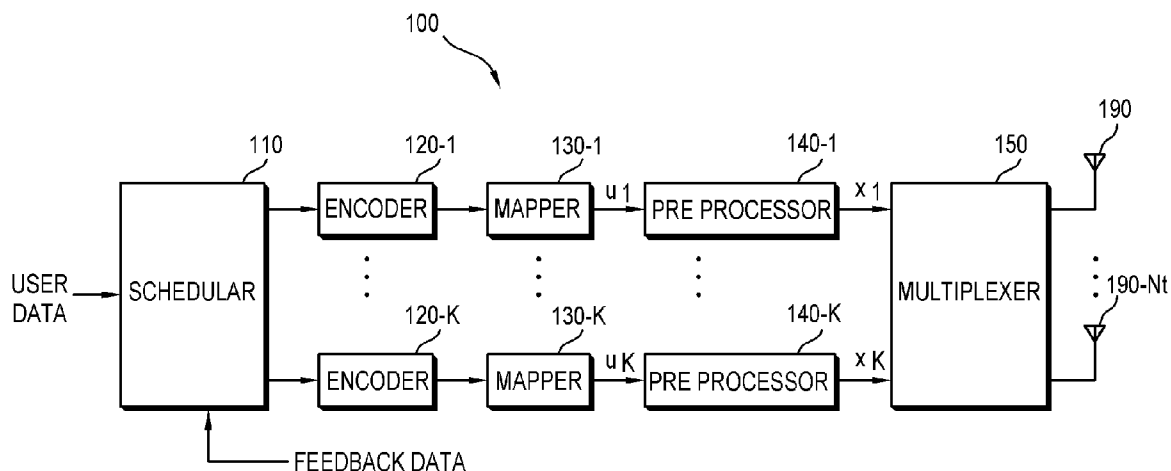 100
110
120-1
130-1
140-1
150
190
ENCODER
MAPPER
u1
PRE PROCESSOR
x1
USER
DATA
SCHEDULAR
MULTIPLEXER
190-Nt
120-K
130-K
140-K
ENCODER
MAPPER
uK
PRE PROCESSOR
xK
FEEDBACK DATA